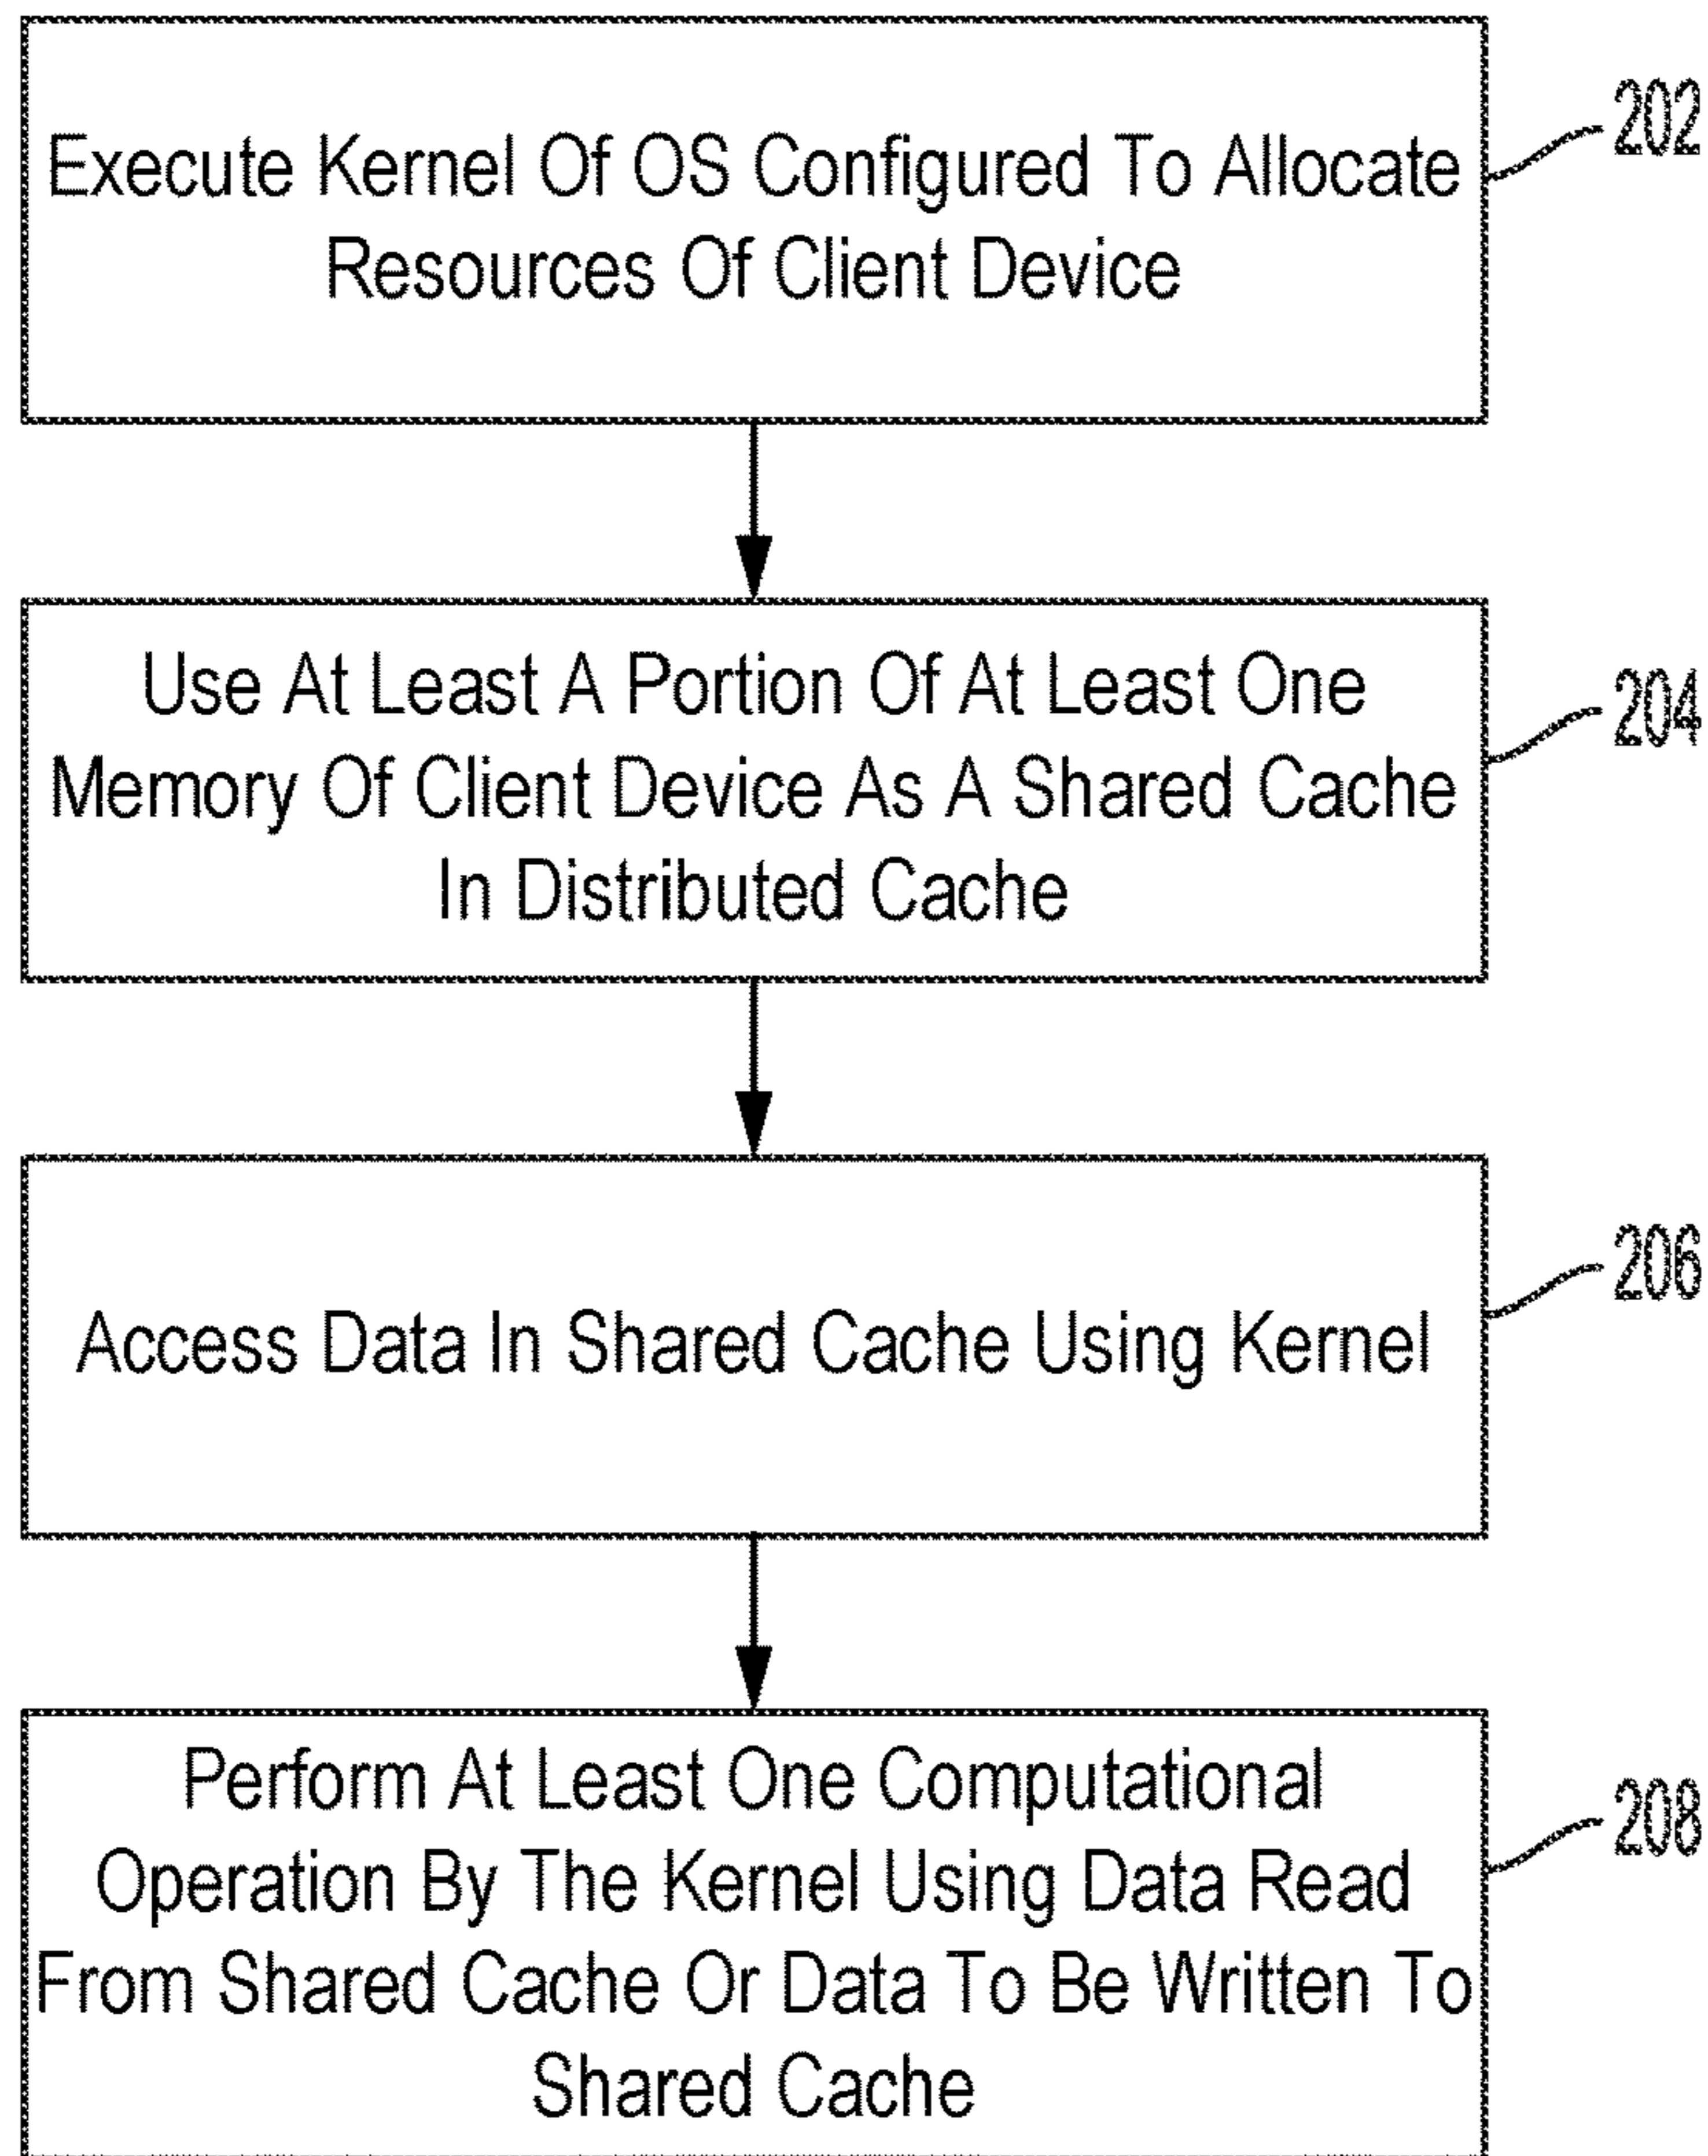 Execute Kernel Of OS Configured To Allocate
Resources Of Client Device
202
Use At Least A Portion Of At Least One
Memory Of Client Device As A Shared Cache
In Distributed Cache
204
Access Data In Shared Cache Using Kernel
206
Perform At Least One Computational
Operation By The Kernel Using Data Read
From Shared Cache Or Data To Be Written To
Shared Cache
208